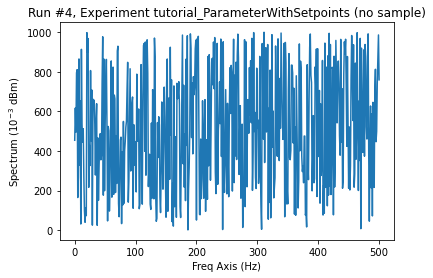 Run #4, Experiment tutorial_ParameterWithSetpoints (no sample)
1000
800
600
400
200
0
Spectrum (10⁻³ dBm)
0 100 200 300 400 500
Freq Axis (Hz)